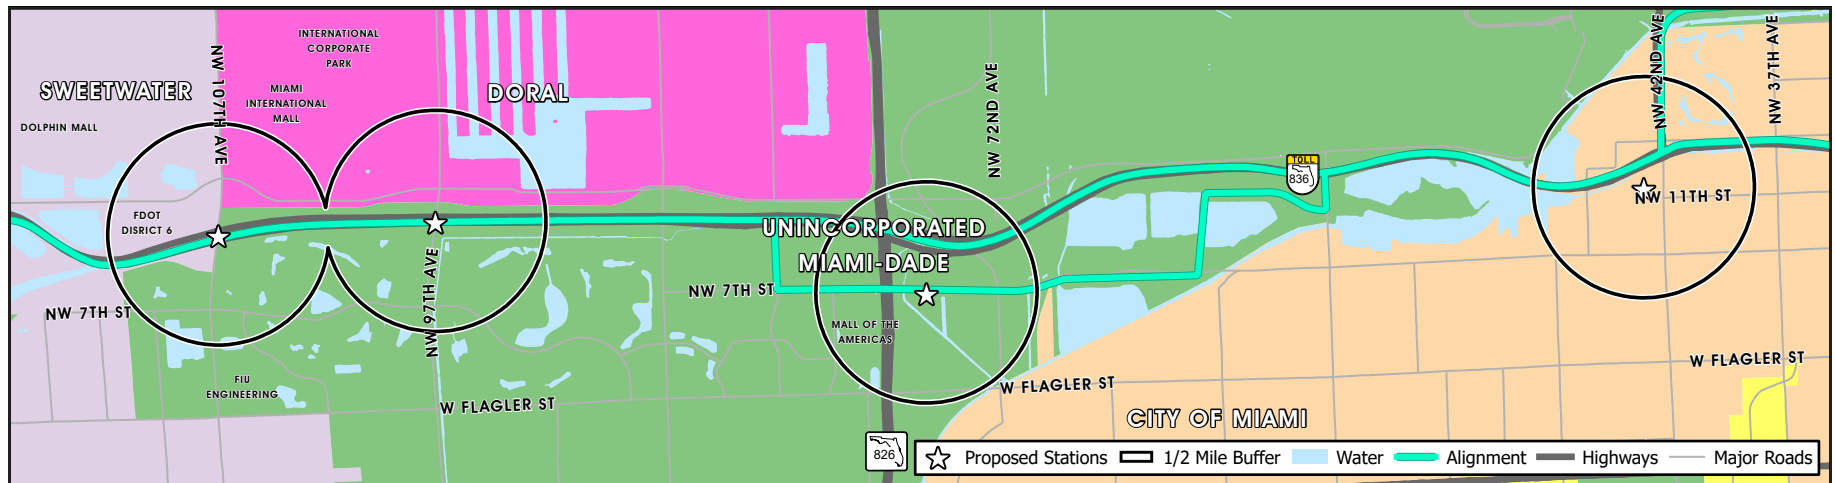 INTERNATIONAL
CORPORATE
PARK
SWEETWATER
NW 107TH AVE
MIAMI
INTERNATIONAL
MALL
DORAL
DOLPHIN MALL
NW 72ND AVE
NW 42ND AVE
NW 37TH AVE
TOLL
836
FDOT
DISRICT 6
UNINCORPORATED
MIAMI-DADE
NW 11TH ST
NW 97TH AVE
NW 7TH ST
NW 7TH ST
MALL OF THE
AMERICAS
FIU
ENGINEERING
W FLAGLER ST
W FLAGLER ST
W FLAGLER ST
CITY OF MIAMI
826
Proposed Stations
1/2 Mile Buffer
Water
Alignment
Highways
Major Roads